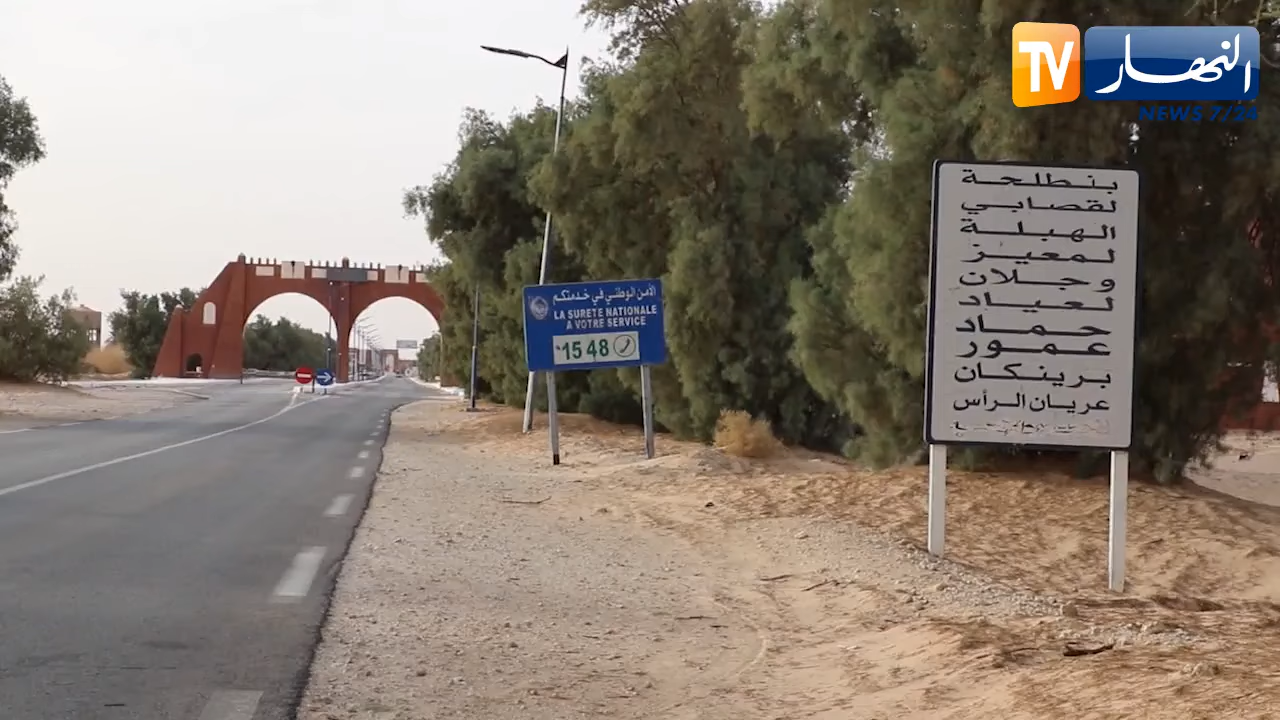 TV النهار
NEWS 7/24
الأمن الوطني في خدمتكم
LA SURETE NATIONALE
A VOTRE SERVICE
1548
بنطلحة
لقصابي
الهبلة
لمعيز
وجلان
لعياد
حماد
عمور
برينكان
عريان الرأس